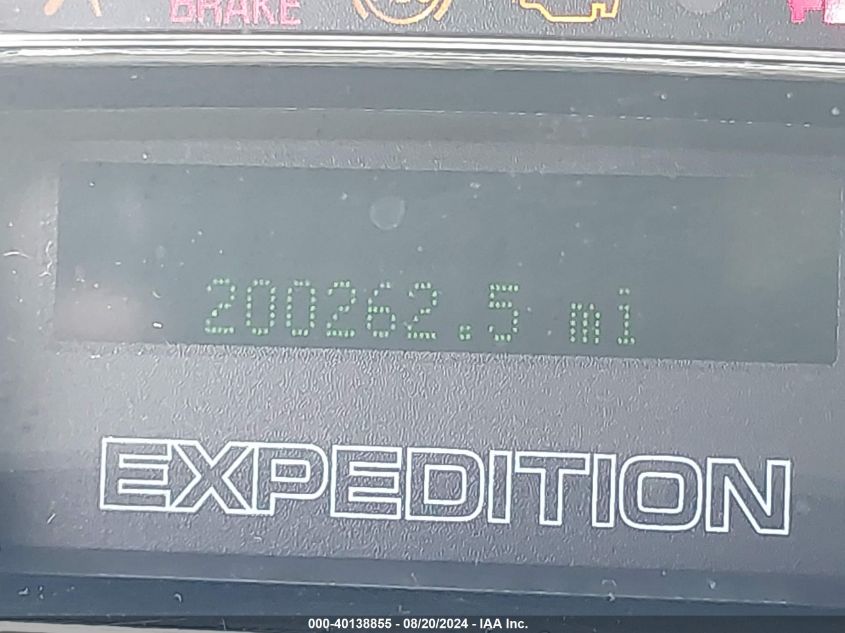 BRAKE
200262.5 mi
EXPEDITION
000-40138855 - 08/20/2024 - IAA Inc.